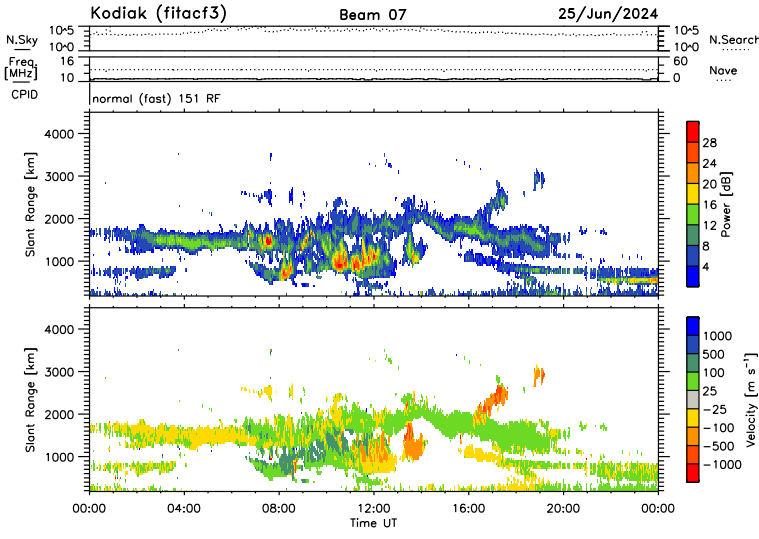 Kodiak (fitacf3) Beam 07 25/Jun/2024
N.Sky 10^5 10^0 10^5 10^0 N.Search
Freq. [MHz] 16 10 60 0 Nave
CPID normal (fast) 151 RF
Slant Range [km] 4000 3000 2000 1000
Power [dB] 28 24 20 16 12 8 4
Slant Range [km] 4000 3000 2000 1000
Velocity [m s⁻¹] 1000 500 100 25 −25 −100 −500 −1000
00:00 04:00 08:00 12:00 16:00 20:00 00:00
Time UT